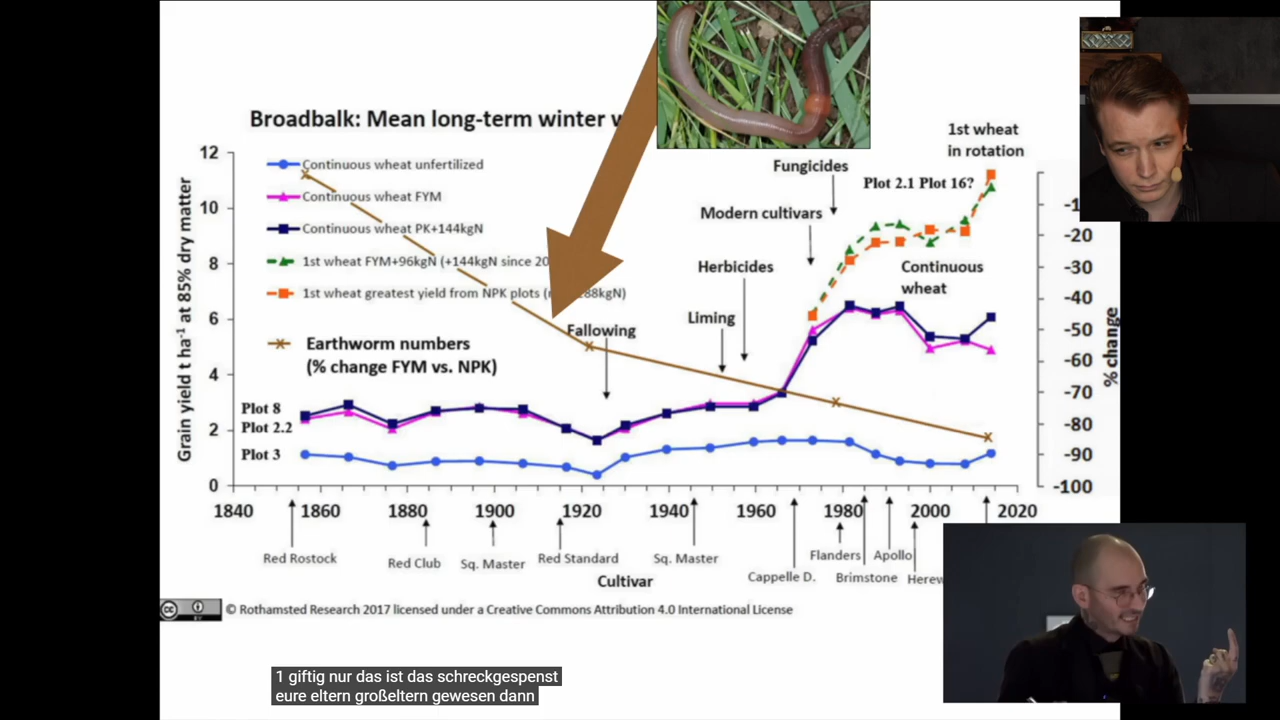 Broadbalk: Mean long-term winter
1st wheat
in rotation
12
10
8
6
4
2
0
Grain yield t ha⁻¹ at 85% dry matter
Continuous wheat unfertilized
Continuous wheat FYM
Continuous wheat PK+144kgN
1st wheat FYM+96kgN (+144kgN since 20
1st wheat greatest yield from NPK plots
88kgN)
Earthworm numbers
(% change FYM vs. NPK)
Fungicides
Plot 2.1 Plot 16?
Modern cultivars
Herbicides
Continuous
wheat
Liming
Fallowing
Plot 8
Plot 2.2
Plot 3
-20
-30
-40
-50
-60
-70
-80
-90
-100
% change
1840
1860
1880
1900
1920
1940
1960
1980
2000
2020
Red Rostock
Red Club
Sq. Master
Red Standard
Sq. Master
Cappelle D.
Flanders
Brimstone
Apollo
Herew
Cultivar
cc
BY
© Rothamsted Research 2017 licensed under a Creative Commons Attribution 4.0 International License
1 giftig nur das ist das schreckgespenst
eure eltern großeltern gewesen dann